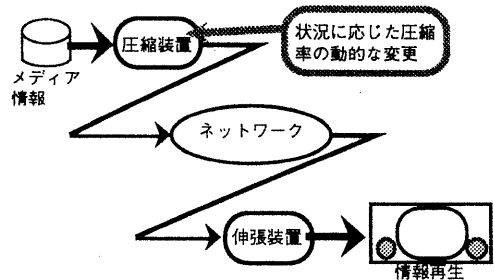 圧縮装置
状況に応じた圧縮
率の動的な変更
メディア
情報
ネットワーク
伸張装置
情報再生